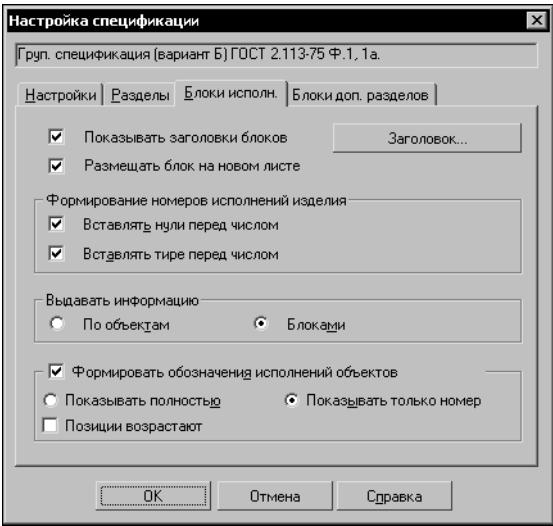 Настройка спецификации
Груп. спецификация (вариант Б) ГОСТ 2.113-75 Ф.1, 1а.
Настройки Разделы Блоки исполн. Блоки доп. разделов
Показывать заголовки блоков Заголовок...
Размещать блок на новом листе
Формирование номеров исполнений изделия
Вставлять нули перед числом
Вставлять тире перед числом
Выдавать информацию
По объектам Блоками
Формировать обозначения исполнений объектов
Показывать полностью Показывать только номер
Позиции возрастают
OK Отмена Справка